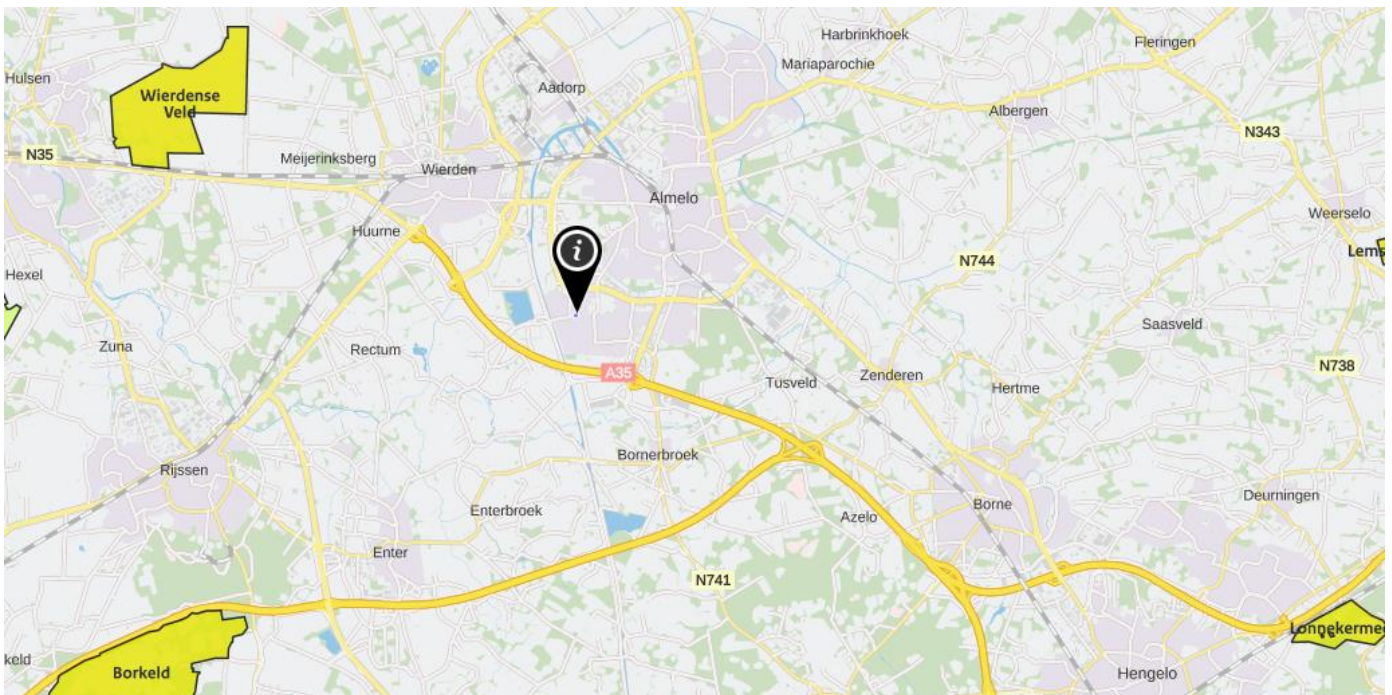 Harbrinkhoek
Fleringen
Mariaparochie
Hulsen
Aadorp
Wierdense
Veld
Albergen
N343
N35
Meijerinksberg
Wierden
Almelo
Weerselo
Huurne
i
Lems
N744
Hexel
Saasveld
Zuna
Rectum
N738
A35
Tusveld
Zenderen
Hertme
Bornerbroek
Rijssen
Deurningen
Borne
Enterbroek
Azelo
Enter
N741
Lonnekermee
keld
Borkeld
Hengelo